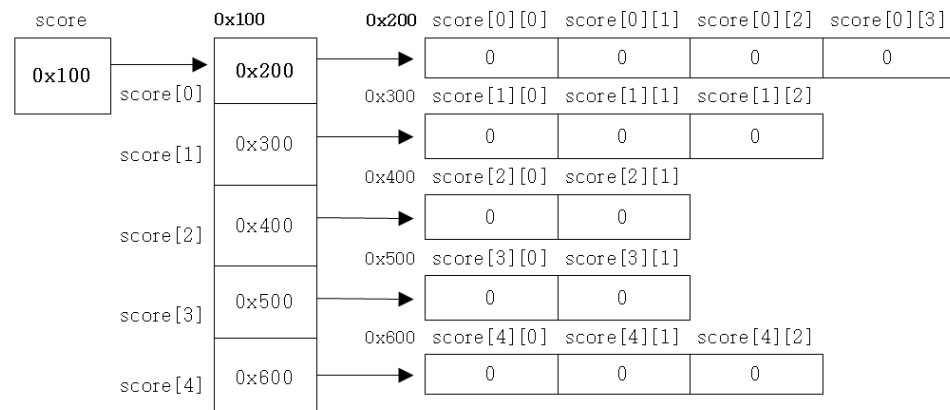 score 0x100 0x200 score[0][0] score[0][1] score[0][2] score[0][3]
0x100 0x200 0 0 0 0
score[0] 0x300 score[1][0] score[1][1] score[1][2]
score[1] 0x300 0 0 0
0x400 score[2][0] score[2][1]
score[2] 0x400 0 0
0x500 score[3][0] score[3][1]
score[3] 0x500 0 0
0x600 score[4][0] score[4][1] score[4][2]
score[4] 0x600 0 0 0